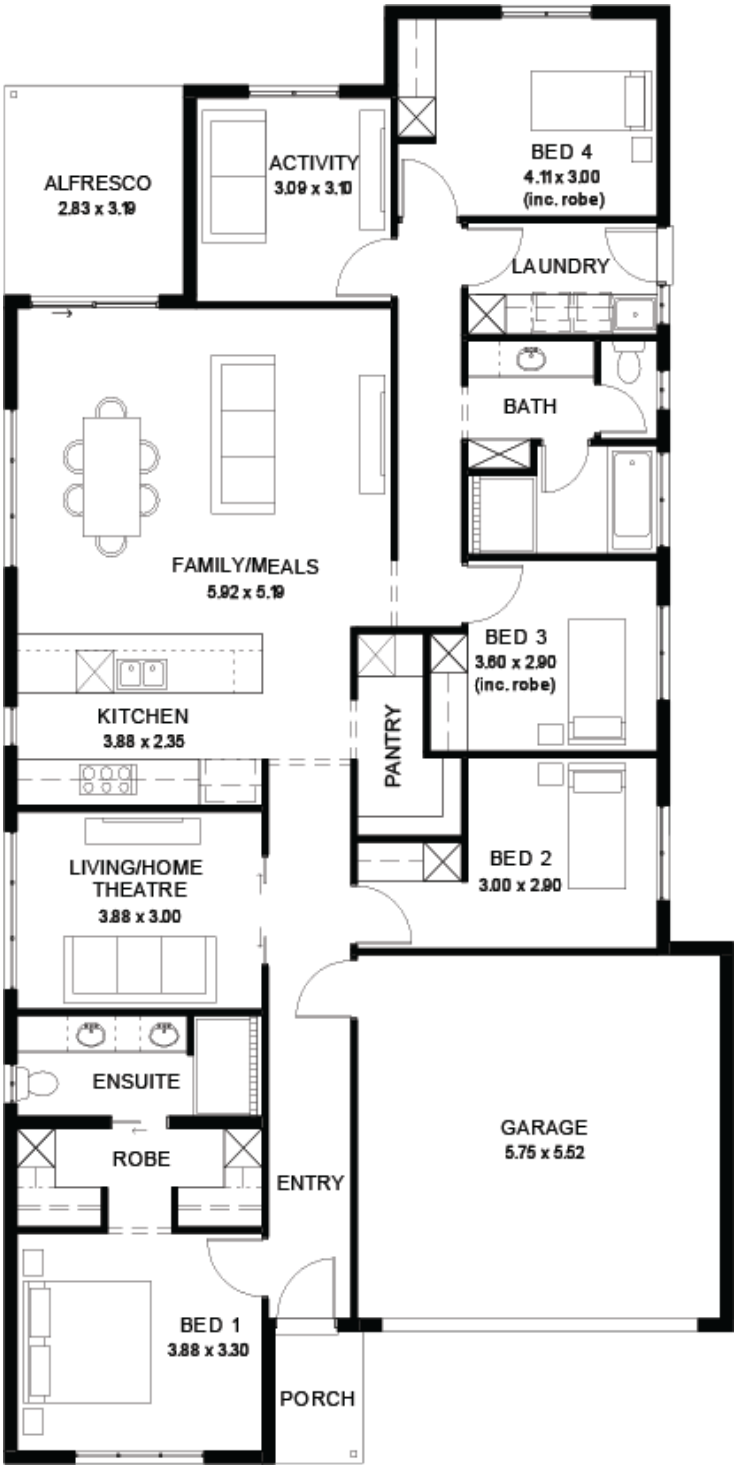 BED 4
4.11 x 3.00
(inc. robe)
ACTIVITY
3.09 x 3.10
ALFRESCO
2.83 x 3.19
LAUNDRY
BATH
FAMILY/MEALS
5.92 x 5.19
BED 3
3.60 x 2.90
(inc. robe)
KITCHEN
3.88 x 2.35
PANTRY
LIVING/HOME
THEATRE
3.88 x 3.00
BED 2
3.00 x 2.90
ENSUITE
GARAGE
5.75 x 5.52
ROBE
ENTRY
BED 1
3.88 x 3.30
PORCH